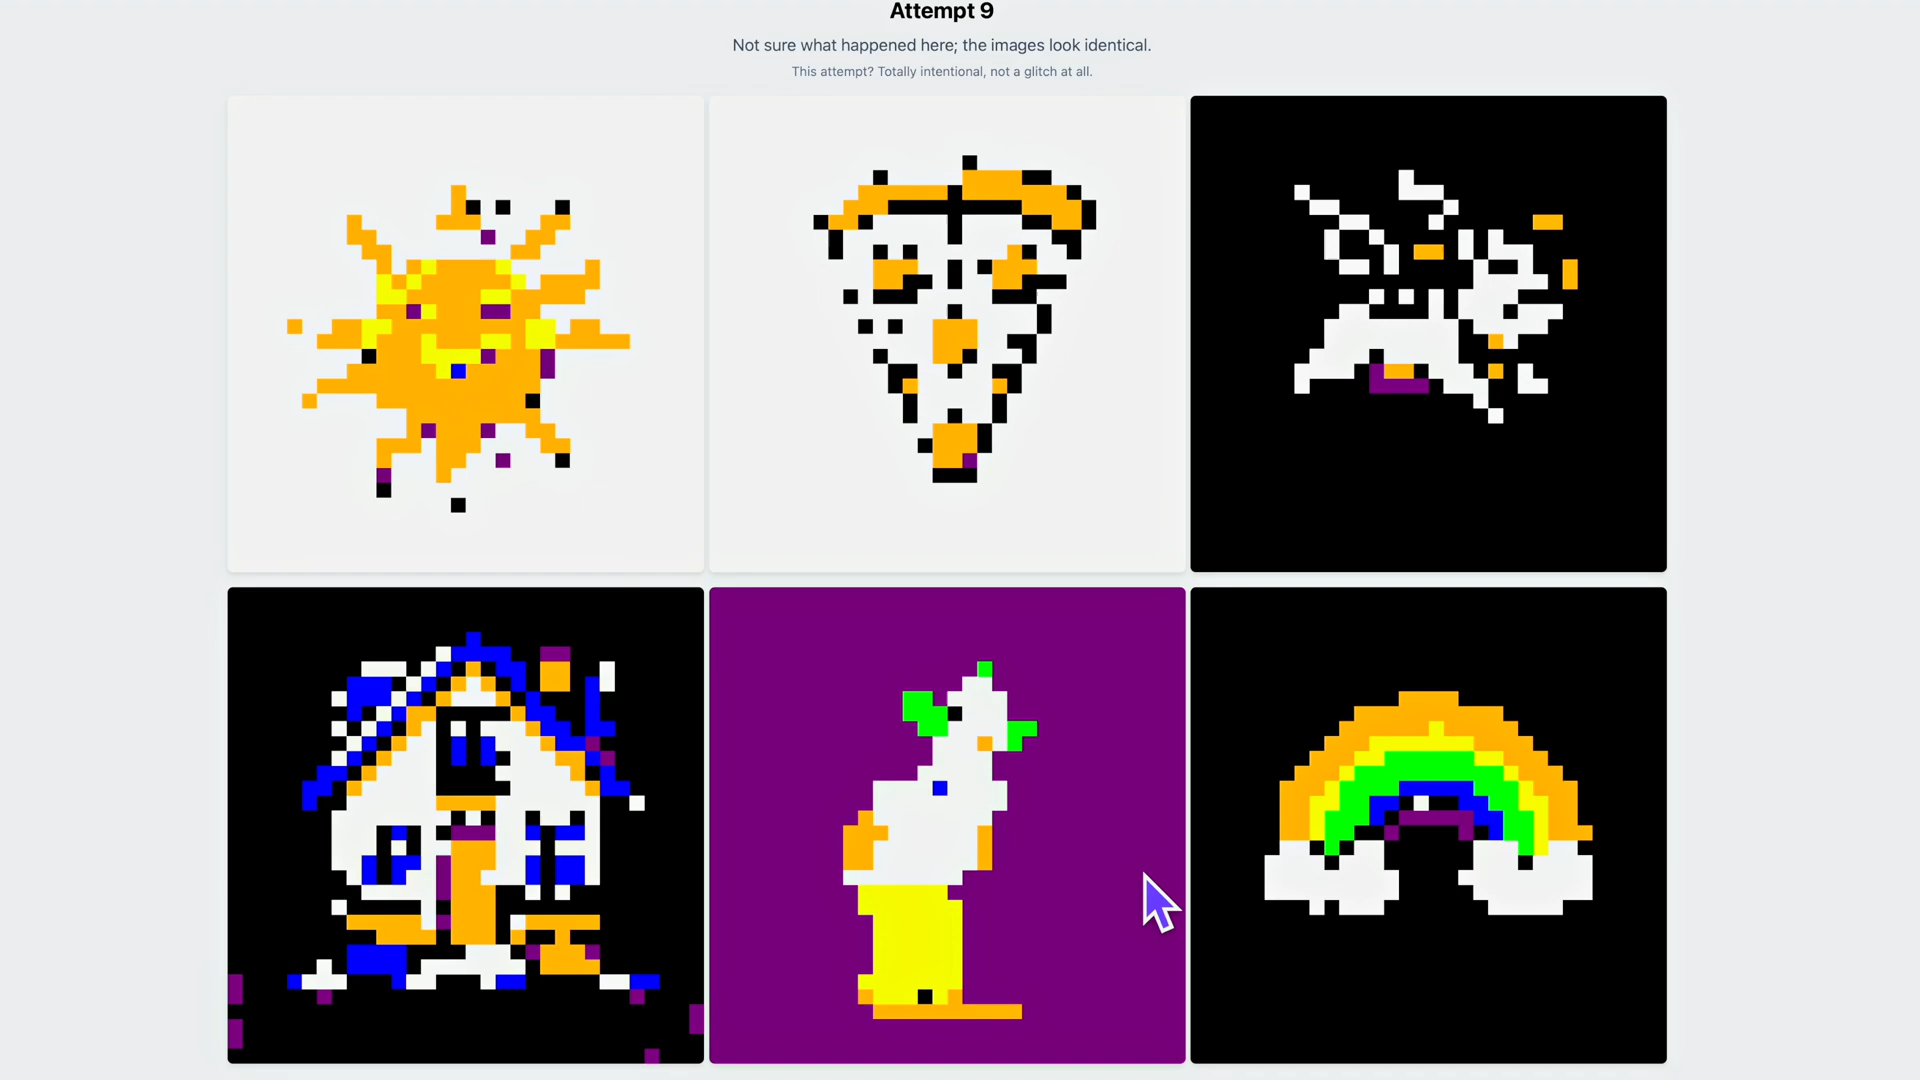 Attempt 9
Not sure what happened here; the images look identical.
This attempt? Totally intentional, not a glitch at all.